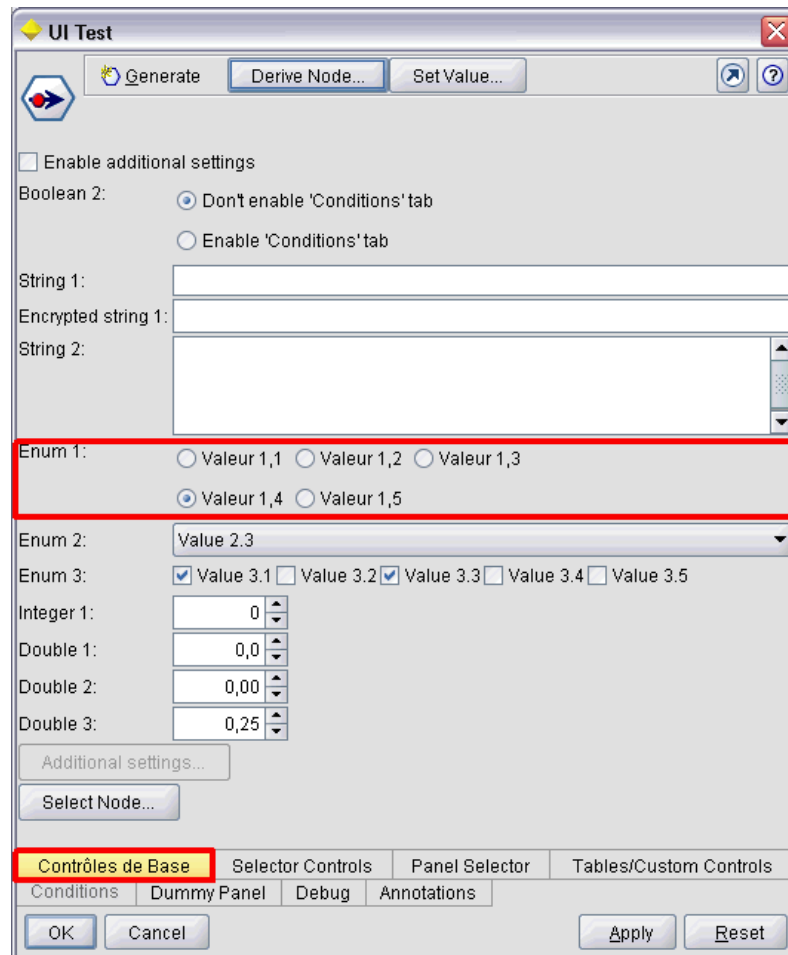 UI Test
Generate Derive Node... Set Value...
Enable additional settings
Boolean 2: Don't enable 'Conditions' tab
Enable 'Conditions' tab
String 1:
Encrypted string 1:
String 2:
Enum 1: Valeur 1,1 Valeur 1,2 Valeur 1,3
Valeur 1,4 Valeur 1,5
Enum 2: Value 2.3
Enum 3: Value 3.1 Value 3.2 Value 3.3 Value 3.4 Value 3.5
Integer 1: 0
Double 1: 0,0
Double 2: 0,00
Double 3: 0,25
Additional settings...
Select Node...
Contrôles de Base Selector Controls Panel Selector Tables/Custom Controls
Conditions Dummy Panel Debug Annotations
OK Cancel Apply Reset